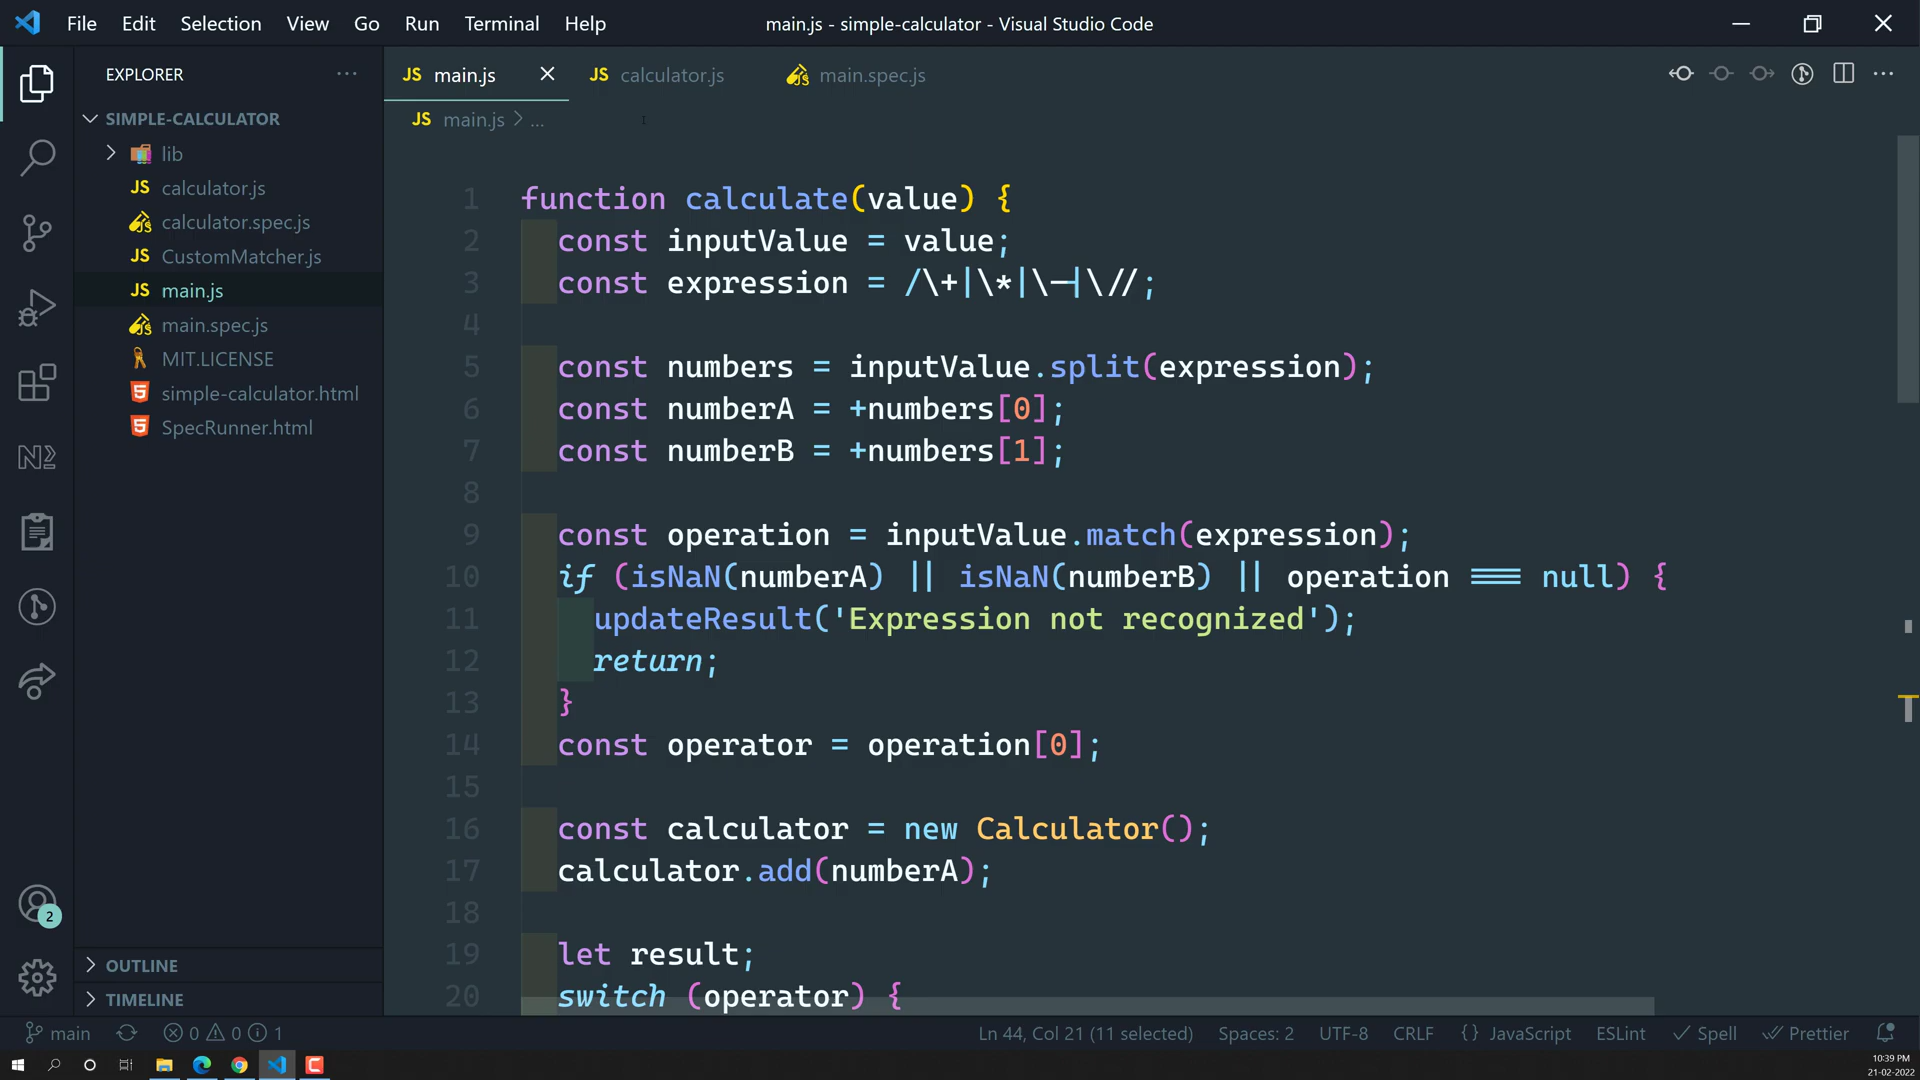 File Edit Selection View Go Run Terminal Help
main.js - simple-calculator - Visual Studio Code
EXPLORER
SIMPLE-CALCULATOR
lib
JS calculator.js
calculator.spec.js
JS CustomMatcher.js
JS main.js
main.spec.js
MIT.LICENSE
5 simple-calculator.html
5 SpecRunner.html
OUTLINE
TIMELINE
2
JS main.js
JS calculator.js
main.spec.js
JS main.js > ...
1 function calculate(value) {
2 const inputValue = value;
3 const expression = /\+|\*|\-|\//;
4
5 const numbers = inputValue.split(expression);
6 const numberA = +numbers[0];
7 const numberB = +numbers[1];
8
9 const operation = inputValue.match(expression);
10 if (isNaN(numberA) || isNaN(numberB) || operation === null) {
11 updateResult('Expression not recognized');
12 return;
13 }
14 const operator = operation[0];
15
16 const calculator = new Calculator();
17 calculator.add(numberA);
18
19 let result;
20 switch (operator) {
main 0 0 1
Ln 44, Col 21 (11 selected) Spaces: 2 UTF-8 CRLF {} JavaScript ESLint Spell Prettier
10:39 PM
21-02-2022